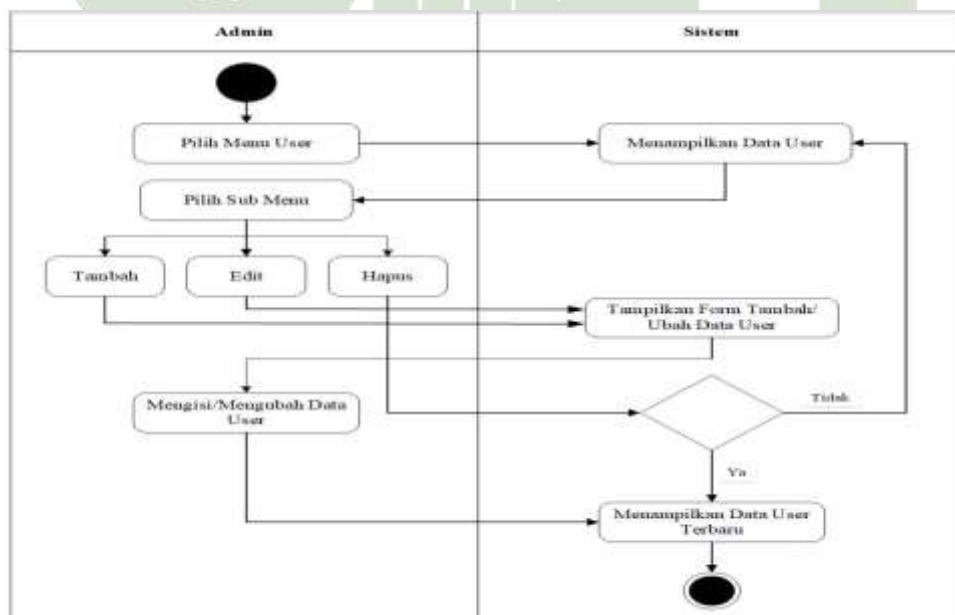 Admin
Sistem
Pilih Menu User
Menampilkan Data User
Pilih Sub Menu
Tambah
Edit
Hapus
Tampilkan Form Tambah/
Ubah Data User
Mengisi/Mengubah Data
User
Tidak
Ya
Menampilkan Data User
Terbaru